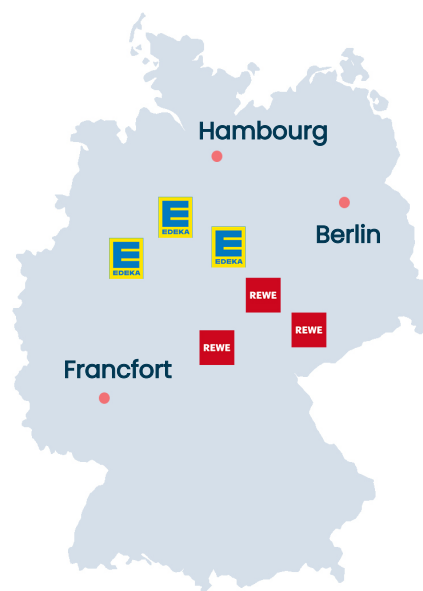 Hambourg
EDEKA
Berlin
EDEKA
EDEKA
REWE
REWE
REWE
Francfort